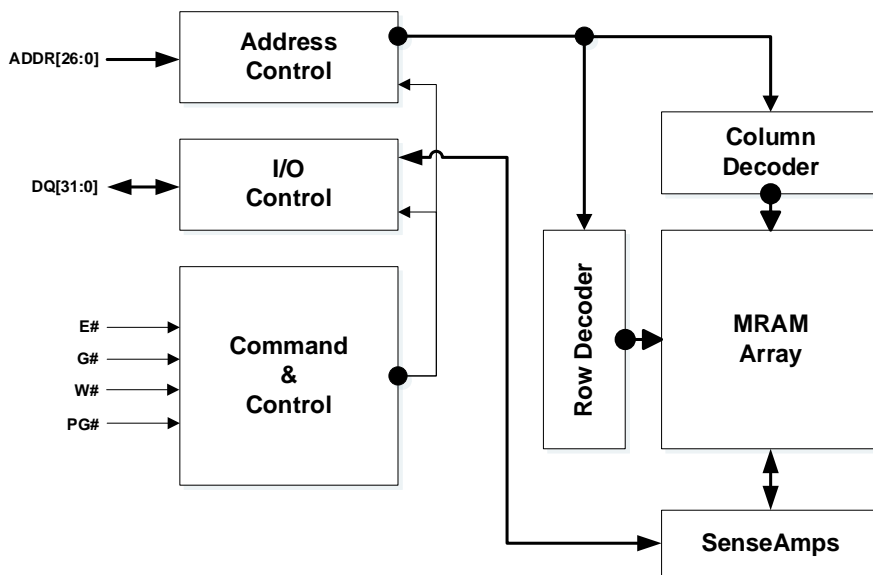 ADDR[26:0]
Address
Control
DQ[31:0]
I/O
Control
Column
Decoder
E#
G#
W#
PG#
Command
&
Control
Row Decoder
MRAM
Array
SenseAmps